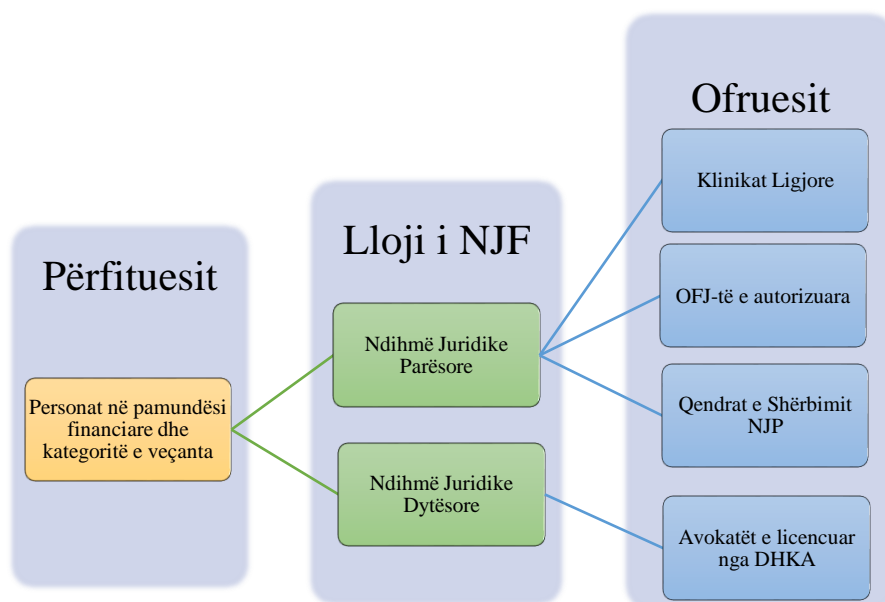 Përfituesit
Personat në pamundësi
financiare dhe
kategoritë e veçanta
Lloji i NJF
Ndihmë Juridike
Parësore
Ndihmë Juridike
Dytësore
Ofruesit
Klinikat Ligjore
OFJ-të e autorizuara
Qendrat e Shërbimit
NJP
Avokatët e licencuar
nga DHKA